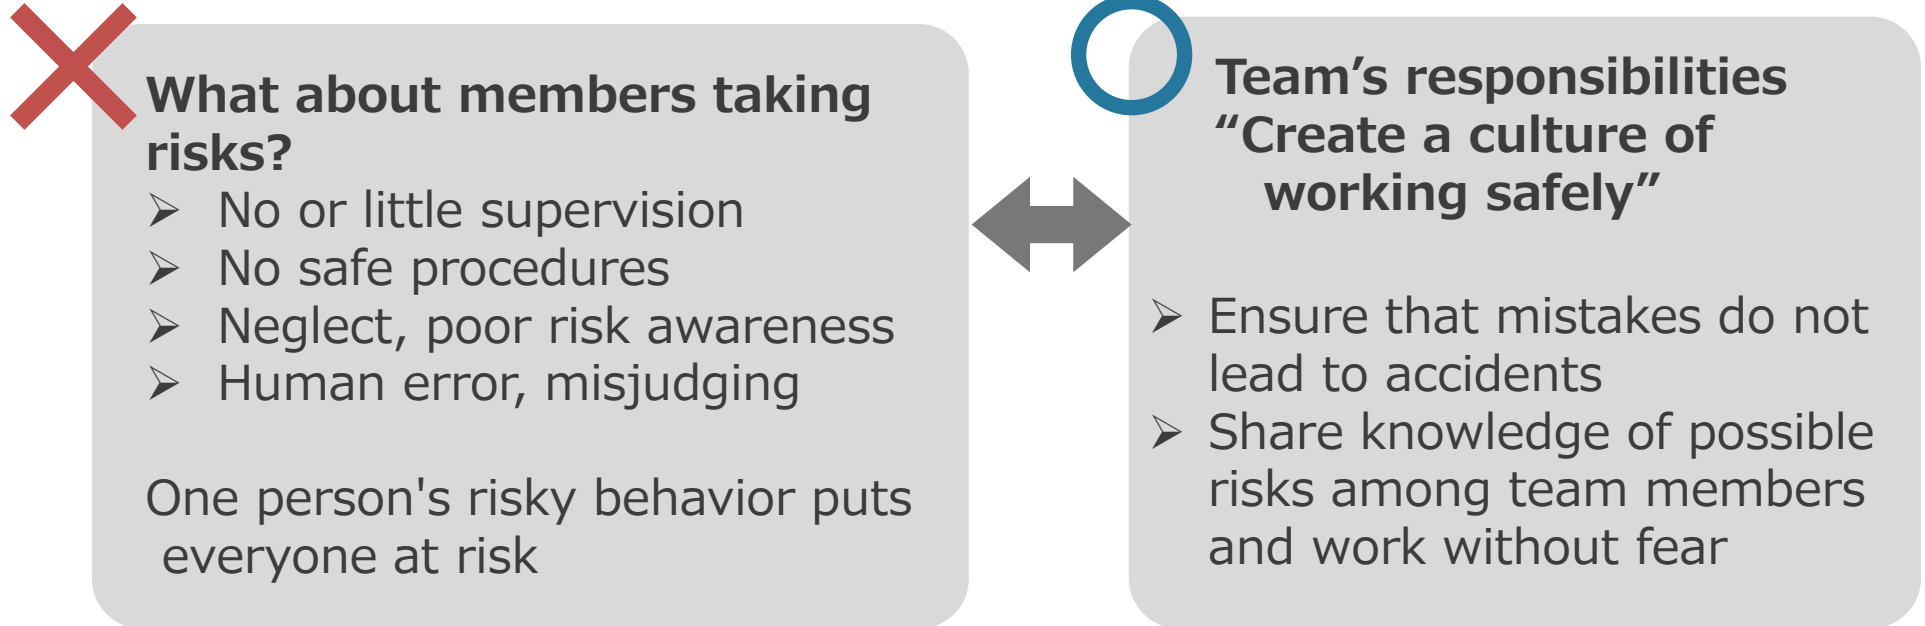 What about members taking
risks?
➢ No or little supervision
➢ No safe procedures
➢ Neglect, poor risk awareness
➢ Human error, misjudging
One person's risky behavior puts
everyone at risk
Team’s responsibilities
“Create a culture of
working safely”
➢ Ensure that mistakes do not
lead to accidents
➢ Share knowledge of possible
risks among team members
and work without fear